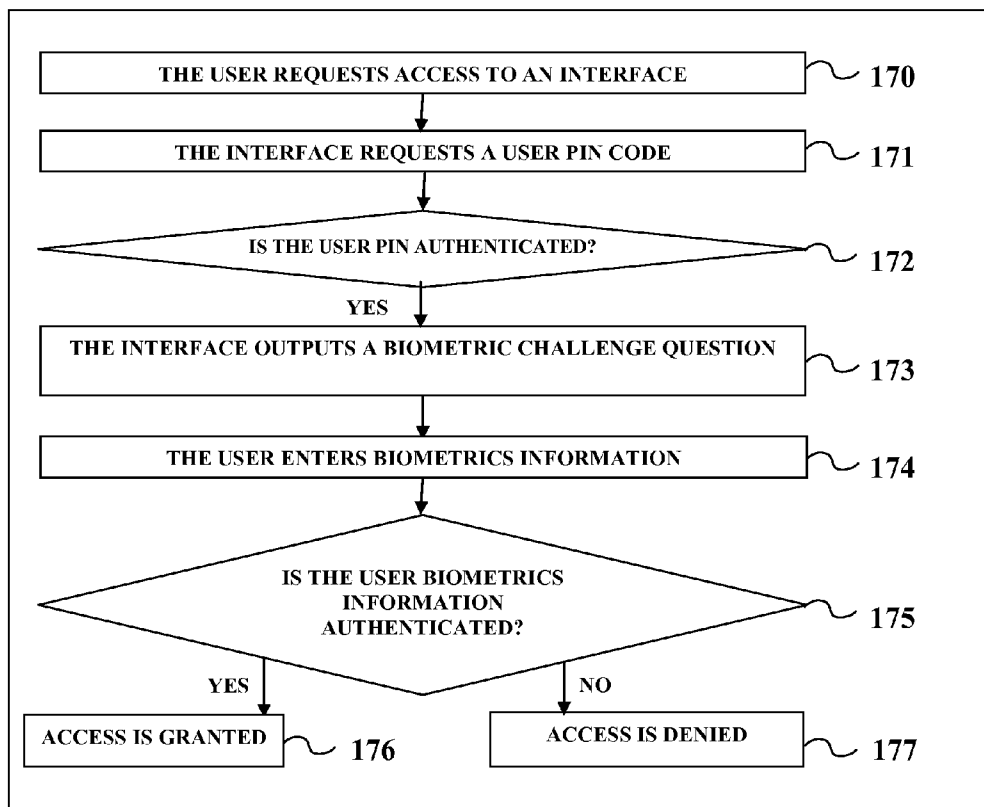 THE USER REQUESTS ACCESS TO AN INTERFACE
170
THE INTERFACE REQUESTS A USER PIN CODE
171
IS THE USER PIN AUTHENTICATED?
172
YES
THE INTERFACE OUTPUTS A BIOMETRIC CHALLENGE QUESTION
173
THE USER ENTERS BIOMETRICS INFORMATION
174
IS THE USER BIOMETRICS
INFORMATION
AUTHENTICATED?
175
YES
NO
ACCESS IS GRANTED
176
ACCESS IS DENIED
177